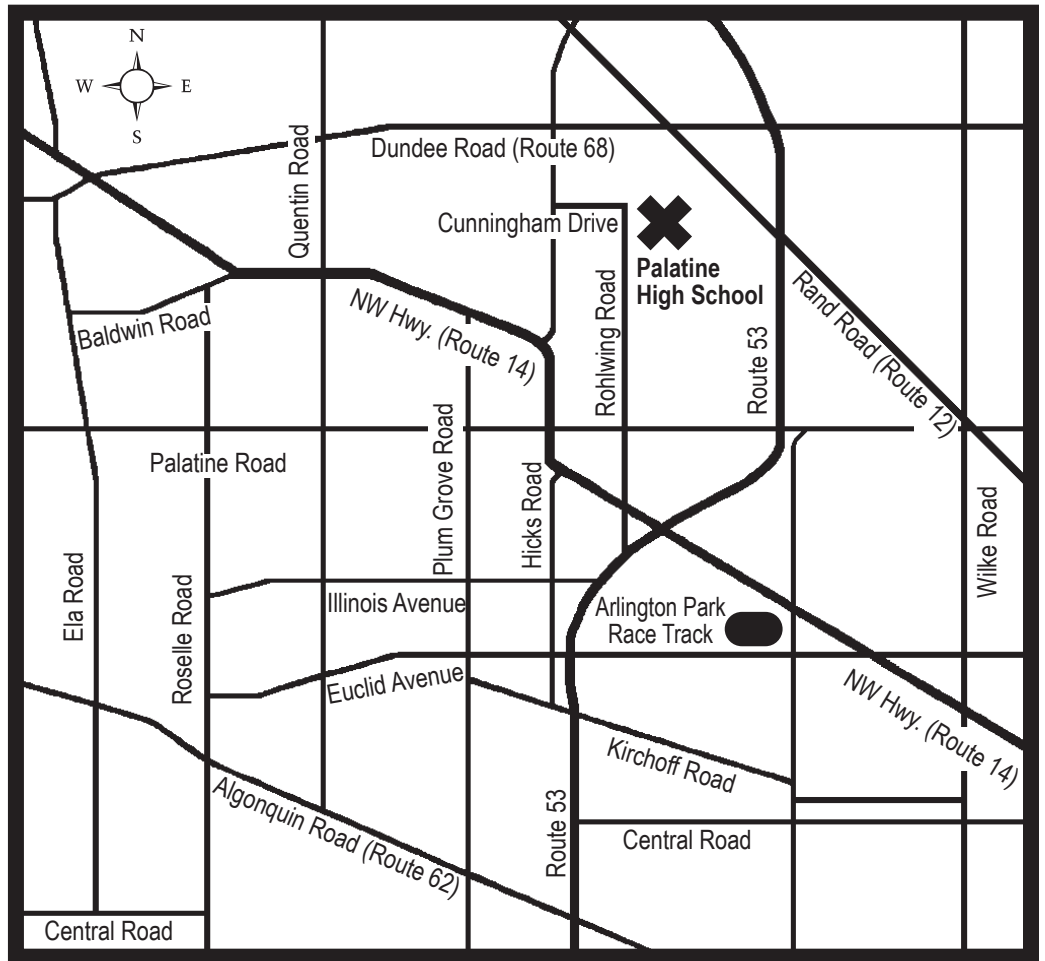 N
W
E
S
Quentin Road
Dundee Road (Route 68)
Cunningham Drive
Palatine
High School
Baldwin Road
NW Hwy. (Route 14)
Rohlwing Road
Route 53
Rand Road (Route 12)
Palatine Road
Plum Grove Road
Hicks Road
Wilke Road
Ela Road
Roselle Road
Illinois Avenue
Arlington Park
Race Track
Euclid Avenue
NW Hwy. (Route 14)
Kirchoff Road
Algonquin Road (Route 62)
Route 53
Central Road
Central Road